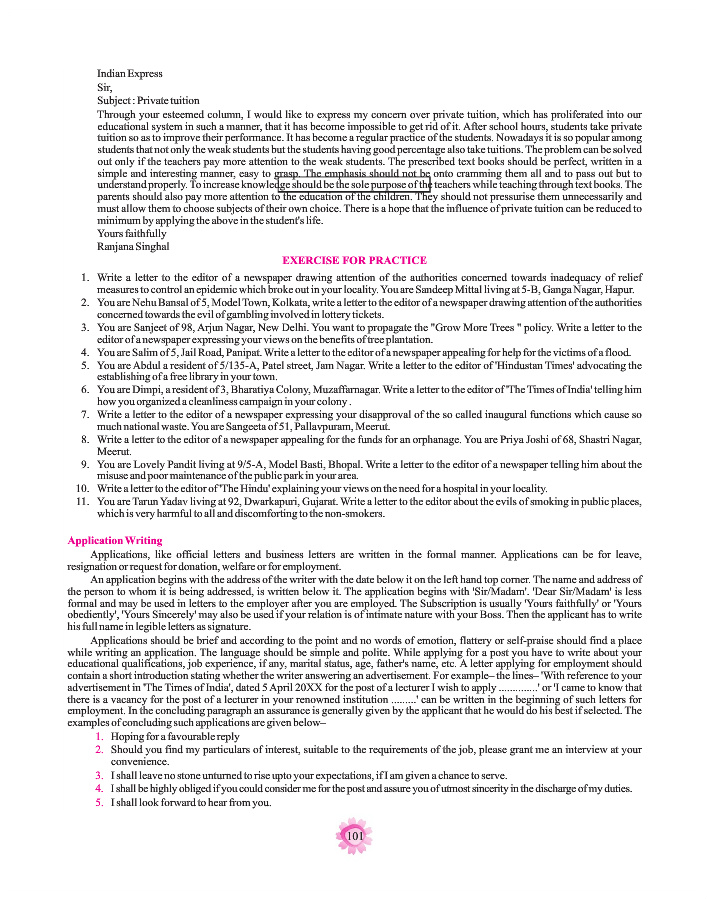 Indian Express
Sir,
Subject : Private tuition
Through your esteemed column, I would like to express my concern over private tuition, which has proliferated into our
educational system in such a manner, that it has become impossible to get rid of it. After school hours, students take private
tuition so as to improve their performance. It has become a regular practice of the students. Nowadays it is so popular among
students that not only the weak students but the students having good percentage also take tuitions. The problem can be solved
out only if the teachers pay more attention to the weak students. The prescribed text books should be perfect, written in a
simple and interesting manner, easy to grasp. The emphasis should not be onto cramming them all and to pass out but to
understand properly. To increase knowledge should be the sole purpose of the teachers while teaching through text books. The
parents should also pay more attention to the education of the children. They should not pressurise them unnecessarily and
must allow them to choose subjects of their own choice. There is a hope that the influence of private tuition can be reduced to
minimum by applying the above in the student's life.
Yours faithfully
Ranjana Singhal
EXERCISE FOR PRACTICE
1. Write a letter to the editor of a newspaper drawing attention of the authorities concerned towards inadequacy of relief
measures to control an epidemic which broke out in your locality. You are Sandeep Mittal living at 5-B, Ganga Nagar, Hapur.
2. You are Nehu Bansal of 5, Model Town, Kolkata, write a letter to the editor of a newspaper drawing attention of the authorities
concerned towards the evil of gambling involved in lottery tickets.
3. You are Sanjeet of 98, Arjun Nagar, New Delhi. You want to propagate the "Grow More Trees " policy. Write a letter to the
editor of a newspaper expressing your views on the benefits of tree plantation.
4. You are Salim of 5, Jail Road, Panipat. Write a letter to the editor of a newspaper appealing for help for the victims of a flood.
5. You are Abdul a resident of 5/135-A, Patel street, Jam Nagar. Write a letter to the editor of 'Hindustan Times' advocating the
establishing of a free library in your town.
6. You are Dimpi, a resident of 3, Bharatiya Colony, Muzaffarnagar. Write a letter to the editor of 'The Times of India' telling him
how you organized a cleanliness campaign in your colony .
7. Write a letter to the editor of a newspaper expressing your disapproval of the so called inaugural functions which cause so
much national waste. You are Sangeeta of 51, Pallavpuram, Meerut.
8. Write a letter to the editor of a newspaper appealing for the funds for an orphanage. You are Priya Joshi of 68, Shastri Nagar,
Meerut.
9. You are Lovely Pandit living at 9/5-A, Model Basti, Bhopal. Write a letter to the editor of a newspaper telling him about the
misuse and poor maintenance of the public park in your area.
10. Write a letter to the editor of 'The Hindu' explaining your views on the need for a hospital in your locality.
11. You are Tarun Yadav living at 92, Dwarkapuri, Gujarat. Write a letter to the editor about the evils of smoking in public places,
which is very harmful to all and discomforting to the non-smokers.
Application Writing
Applications, like official letters and business letters are written in the formal manner. Applications can be for leave,
resignation or request for donation, welfare or for employment.
An application begins with the address of the writer with the date below it on the left hand top corner. The name and address of
the person to whom it is being addressed, is written below it. The application begins with 'Sir/Madam'. 'Dear Sir/Madam' is less
formal and may be used in letters to the employer after you are employed. The Subscription is usually 'Yours faithfully' or 'Yours
obediently', 'Yours Sincerely' may also be used if your relation is of intimate nature with your Boss. Then the applicant has to write
his full name in legible letters as signature.
Applications should be brief and according to the point and no words of emotion, flattery or self-praise should find a place
while writing an application. The language should be simple and polite. While applying for a post you have to write about your
educational qualifications, job experience, if any, marital status, age, father's name, etc. A letter applying for employment should
contain a short introduction stating whether the writer answering an advertisement. For example– the lines– 'With reference to your
advertisement in 'The Times of India', dated 5 April 20XX for the post of a lecturer I wish to apply .............' or 'I came to know that
there is a vacancy for the post of a lecturer in your renowned institution .........' can be written in the beginning of such letters for
employment. In the concluding paragraph an assurance is generally given by the applicant that he would do his best if selected. The
examples of concluding such applications are given below–
1. Hoping for a favourable reply
2. Should you find my particulars of interest, suitable to the requirements of the job, please grant me an interview at your
convenience.
3. I shall leave no stone unturned to rise upto your expectations, if I am given a chance to serve.
4. I shall be highly obliged if you could consider me for the post and assure you of utmost sincerity in the discharge of my duties.
5. I shall look forward to hear from you.
101